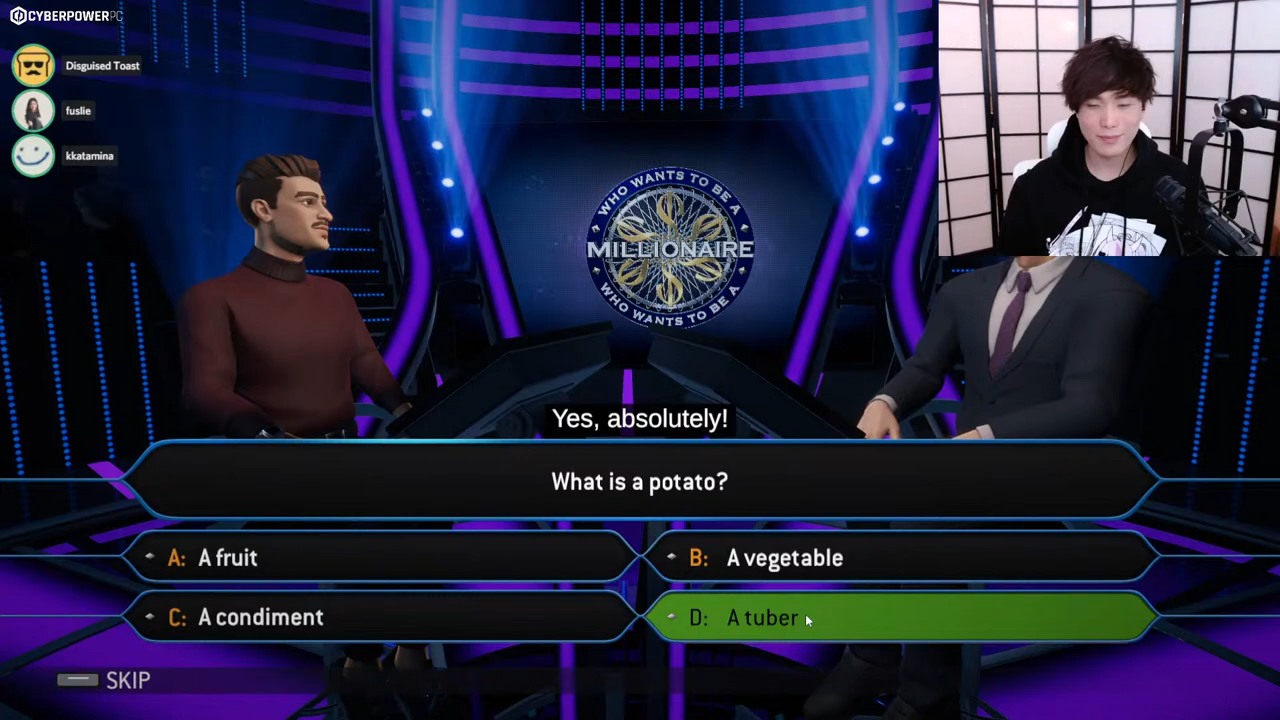 CYBERPOWERPC
Disguised Toast
fuslie
kkatamina
WHO WANTS TO BE A
MILLIONAIRE
WHO WANTS TO BE A
Yes, absolutely!
What is a potato?
A: A fruit
B: A vegetable
C: A condiment
D: A tuber
SKIP